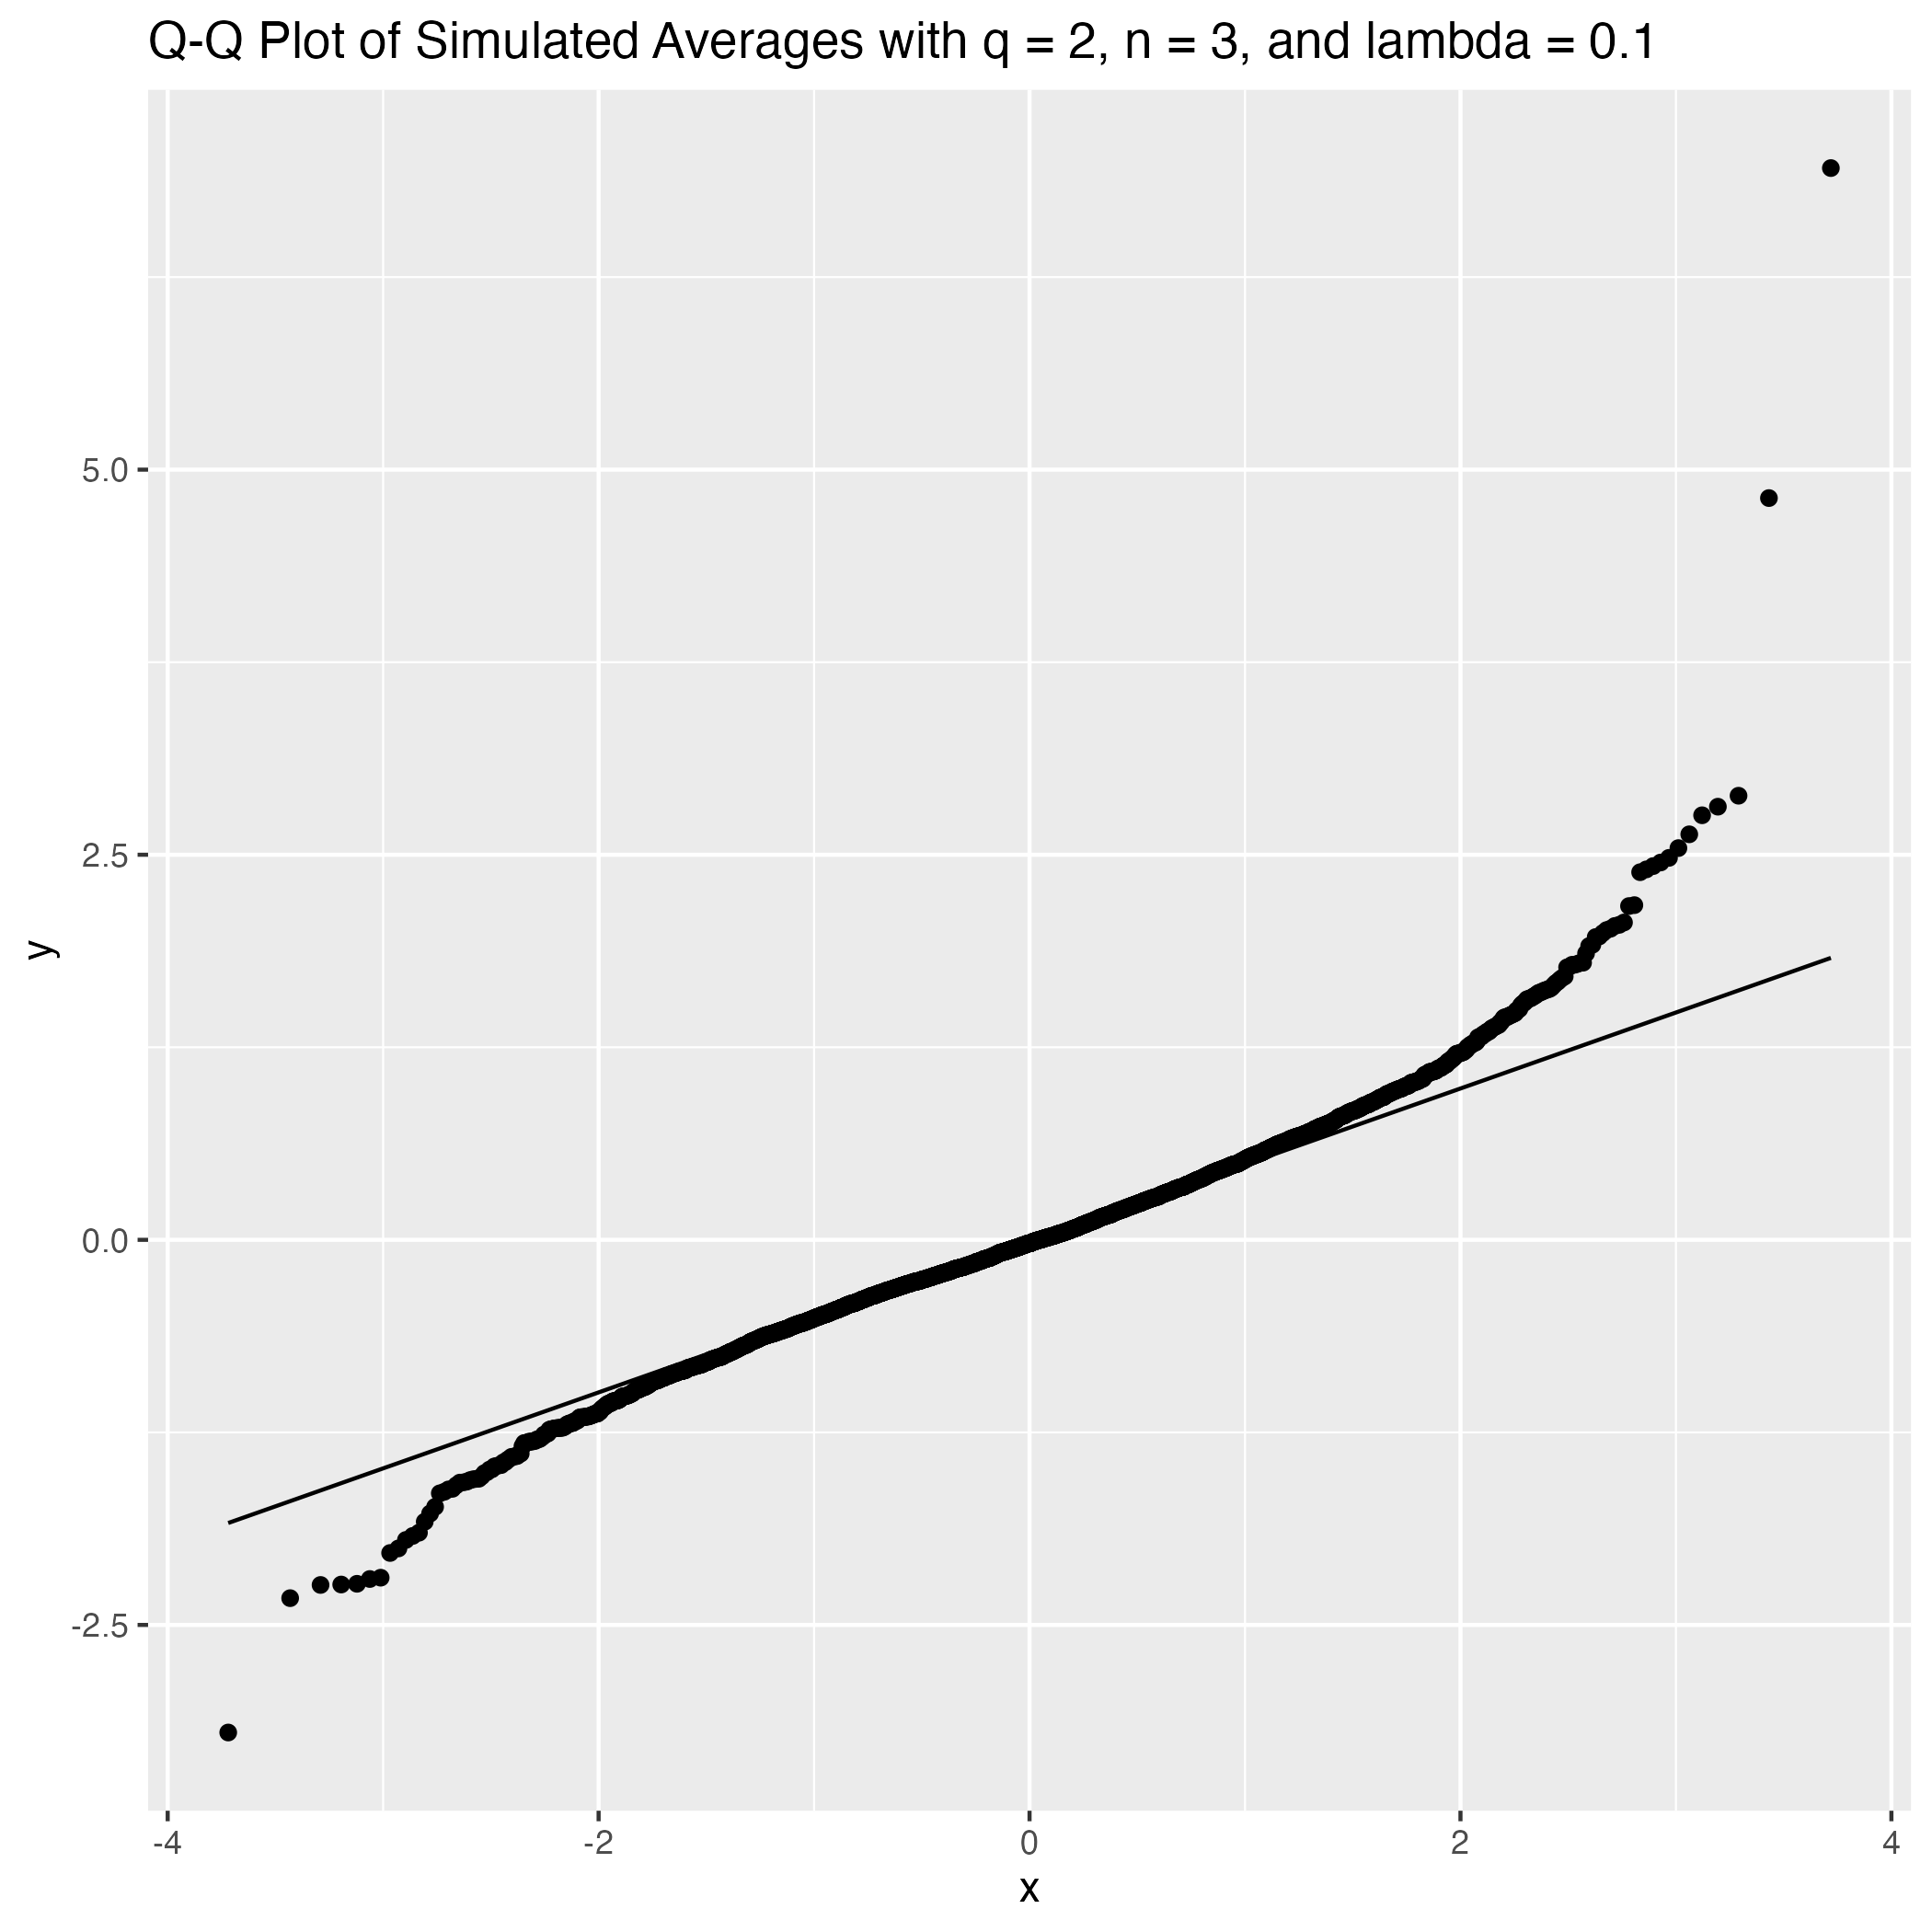 Q-Q Plot of Simulated Averages with q = 2, n = 3, and lambda = 0.1
5.0
2.5
y
0.0
-2.5
-4 -2 0 2 4
x